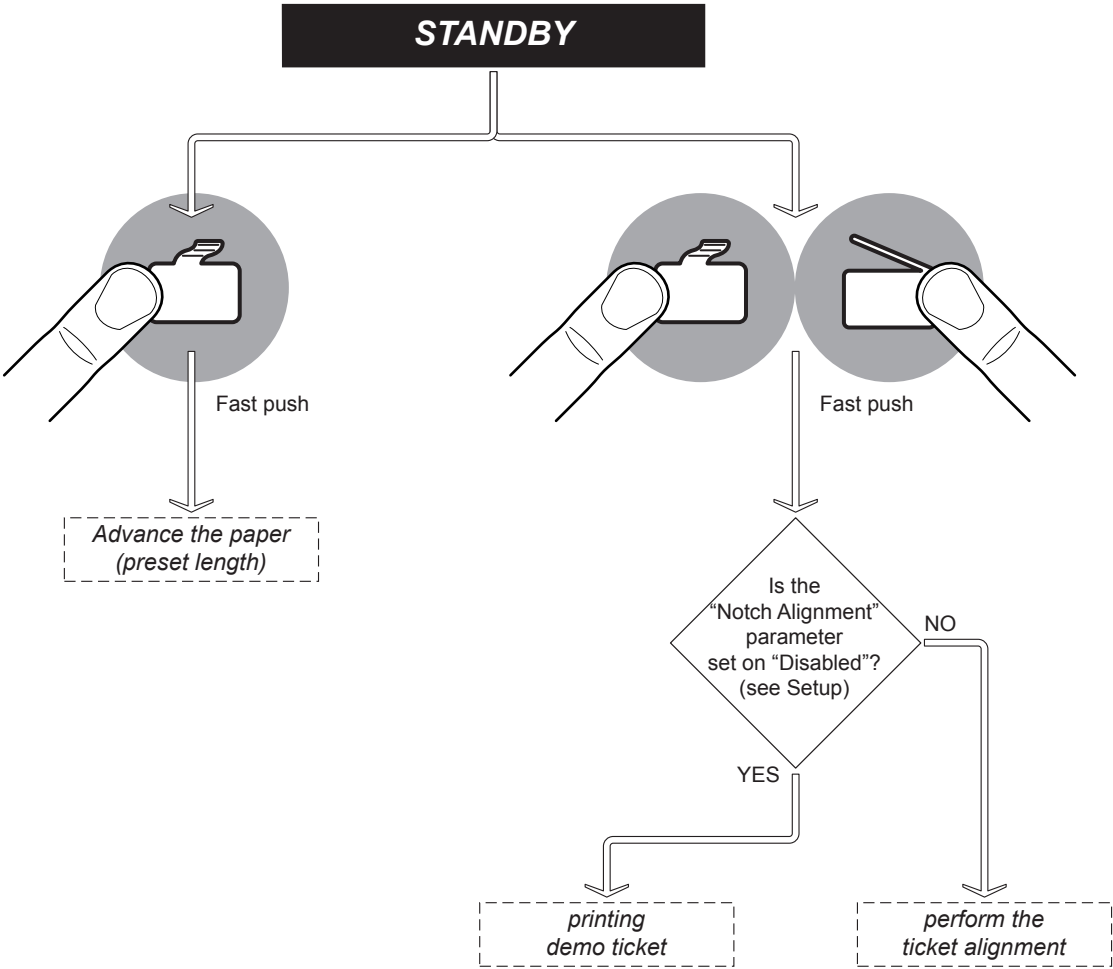 STANDBY
Fast push
Fast push
Advance the paper
(preset length)
Is the
“Notch Alignment”
parameter
set on “Disabled”?
(see Setup)
NO
YES
printing
demo ticket
perform the
ticket alignment